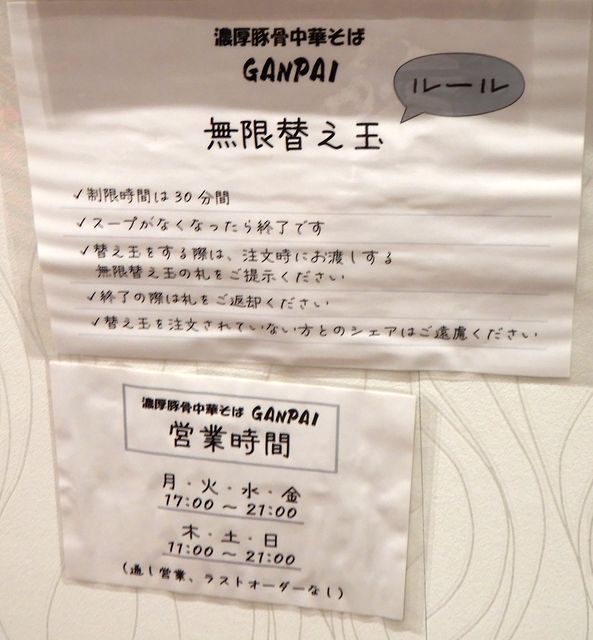 濃厚豚骨中華そば
GANPAI
ルール
無限替え玉
✓制限時間は30分間
✓スープがなくなったら終了です
✓替え玉をする際は、注文時にお渡しする
無限替え玉の札をご提示ください
✓終了の際は札をご返却ください
✓替え玉を注文されていない方とのシェアはご遠慮ください
濃厚豚骨中華そば GANPAI
営業時間
月・火・水・金
17:00 ～ 21:00
木・土・日
11:00 ～ 21:00
(通し営業、ラストオーダーなし)